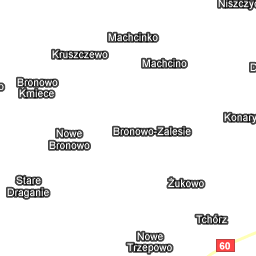 Niszczy
Machcinko
Kruszczewo
Machcino
D
Bronowo
Kmiece
Konary
Nowe
Bronowo
Bronowo-Zalesie
Stare
Draganie
Żukowo
Tchórz
Nowe
Trzepowo
60